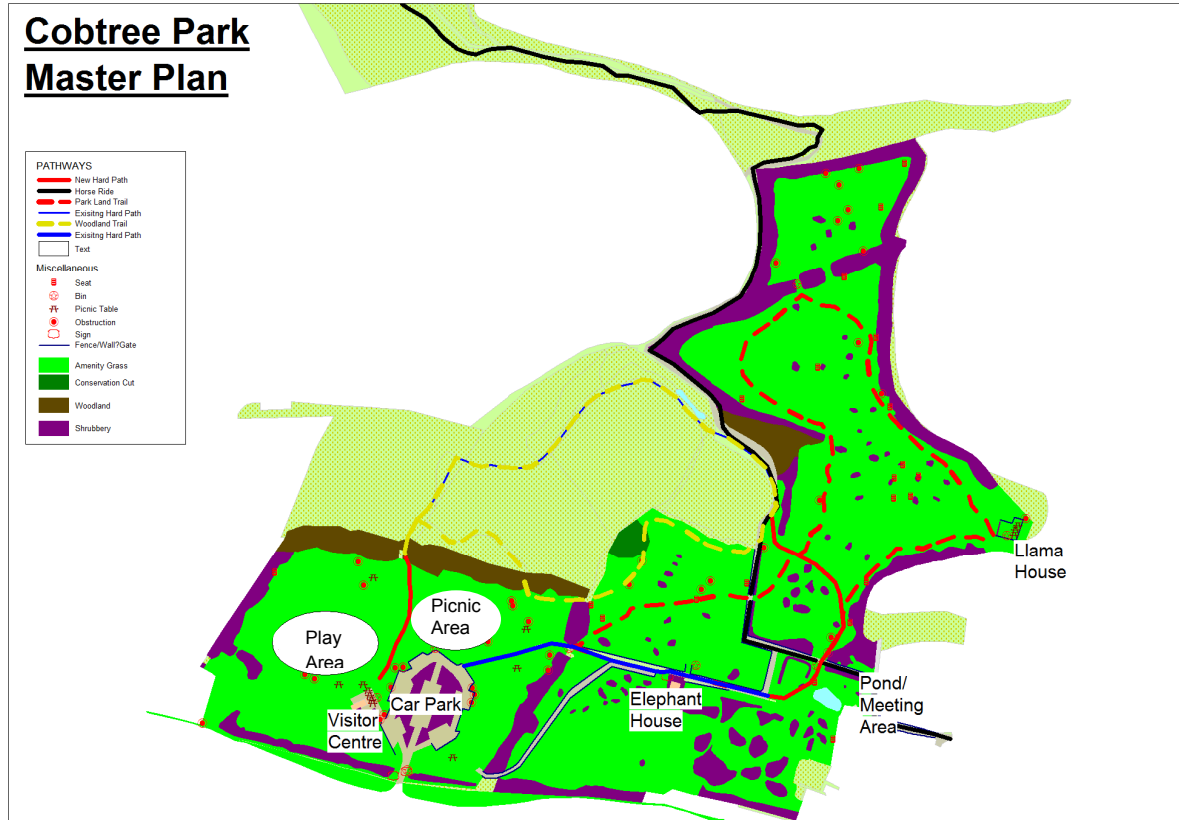 Cobtree Park
Master Plan
PATHWAYS
New Hard Path
Horse Ride
Park Land Trail
Exisitng Hard Path
Woodland Trail
Exisitng Hard Path
Text
Miscellaneous
Seat
Bin
Picnic Table
Obstruction
Sign
Fence/Wall?Gate
Amenity Grass
Conservation Cut
Woodland
Shrubbery
Llama
House
Picnic
Area
Play
Area
Car Park
Visitor
Centre
Elephant
House
Pond/
Meeting
Area